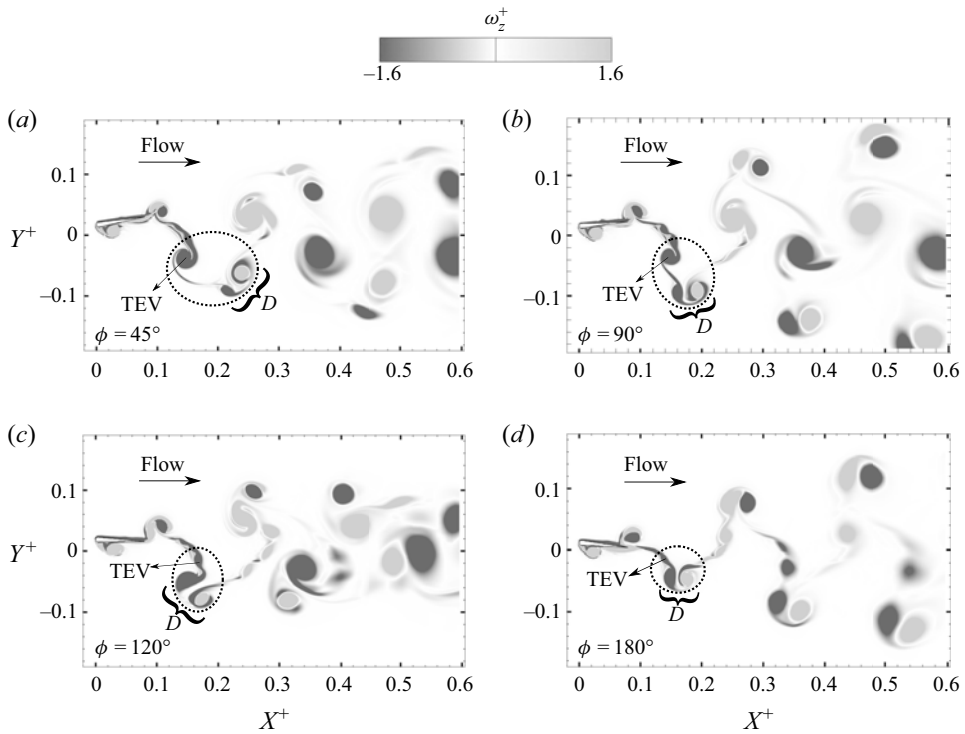 ω_z^+
–1.6 1.6
(a) (b)
Flow Flow
0.1 0.1
Y^+ 0 0
–0.1 TEV D –0.1 TEV D
ϕ = 45° ϕ = 90°
0 0.1 0.2 0.3 0.4 0.5 0.6 0 0.1 0.2 0.3 0.4 0.5 0.6
(c) (d)
Flow Flow
0.1 0.1
Y^+ 0 TEV 0 TEV
–0.1 D –0.1 D
ϕ = 120° ϕ = 180°
0 0.1 0.2 0.3 0.4 0.5 0.6 0 0.1 0.2 0.3 0.4 0.5 0.6
X^+ X^+